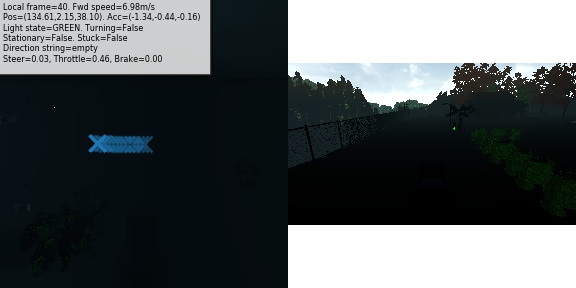 Local frame=40. Fwd speed=6.98m/s
Pos=(134.61,2.15,38.10). Acc=(-1.34,-0.44,-0.16)
Light state=GREEN. Turning=False
Stationary=False. Stuck=False
Direction string=empty
Steer=0.03, Throttle=0.46, Brake=0.00